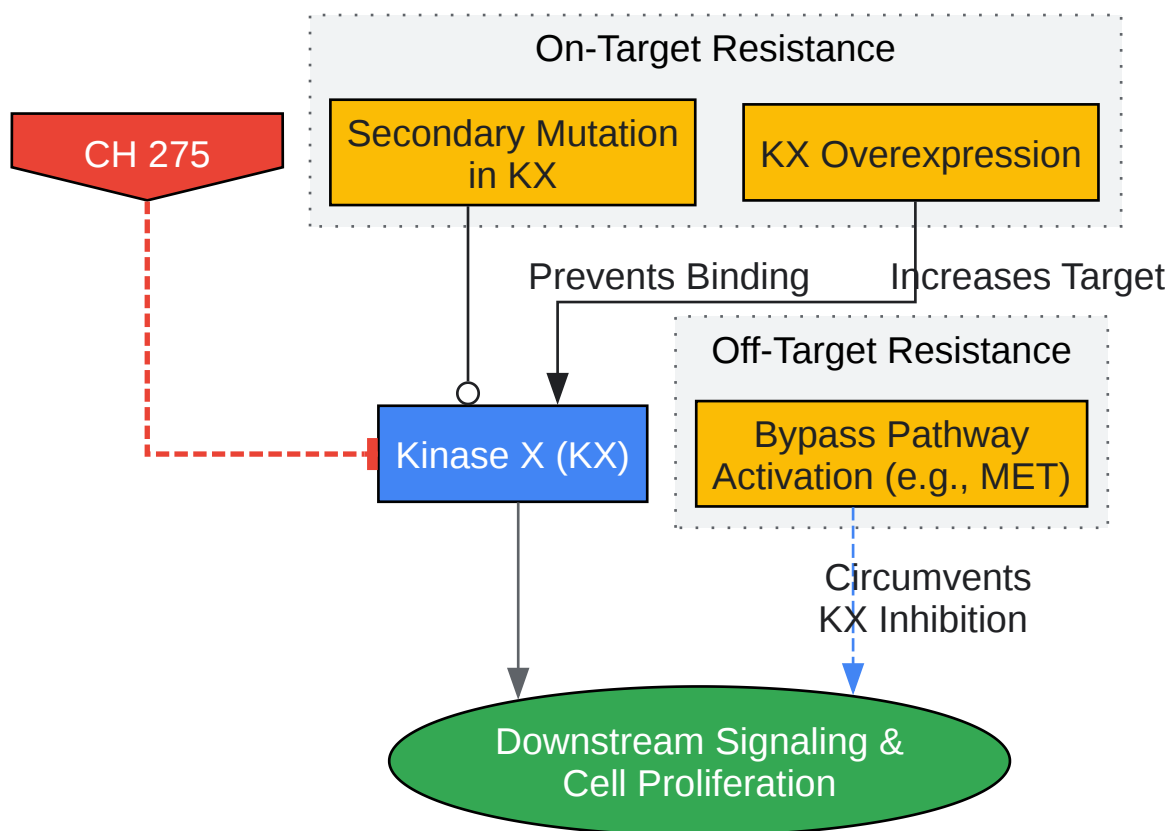 On-Target Resistance
CH 275
Secondary Mutation
in KX
KX Overexpression
Prevents Binding
Increases Target
Off-Target Resistance
Kinase X (KX)
Bypass Pathway
Activation (e.g., MET)
Circumvents
KX Inhibition
Downstream Signaling &
Cell Proliferation